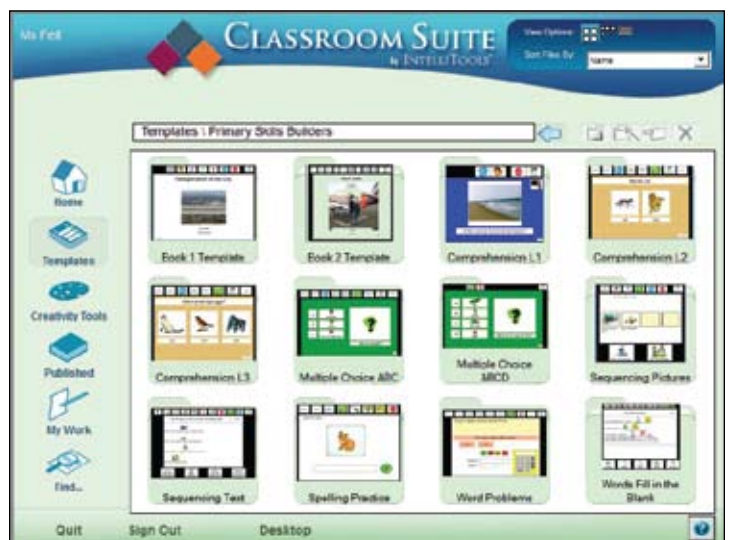 Ms Fell
CLASSROOM SUITE
by INTELLITOOLS
View Options:
Sort Files By:
Name
Templates \ Primary Skills Builders
Home
Templates
Creativity Tools
Published
My Work
Find...
Book 1 Template
Book 2 Template
Comprehension L1
Comprehension L2
Comprehension L3
Multiple Choice ABC
Multiple Choice
ABCD
Sequencing Pictures
Sequencing Text
Spelling Practice
Word Problems
Words Fill in the
Blank
Quit
Sign Out
Desktop